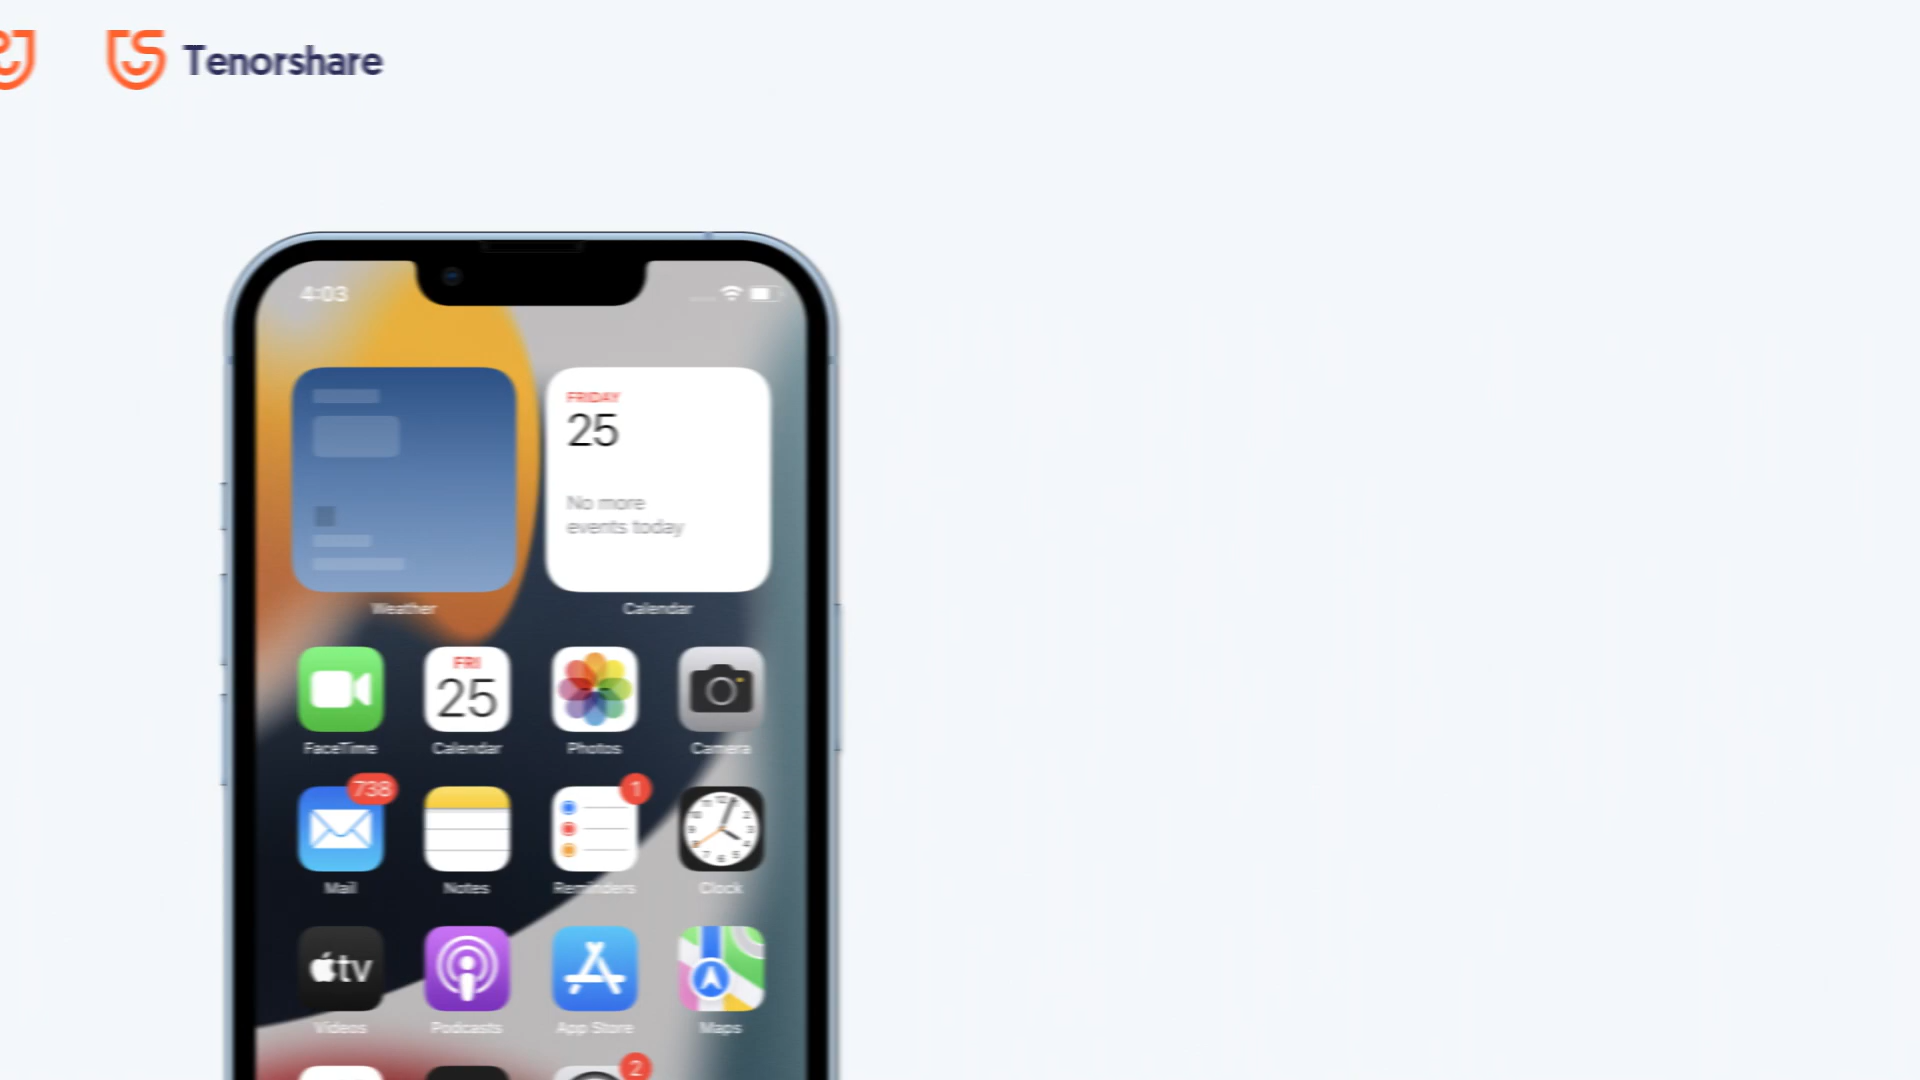 Tenorshare
4:03
FRIDAY
25
No more
events today
Weather
Calendar
FRI
25
FaceTime
Calendar
Photos
Camera
738
1
Mail
Notes
Reminders
Clock
tv
Videos
Podcasts
App Store
Maps
2